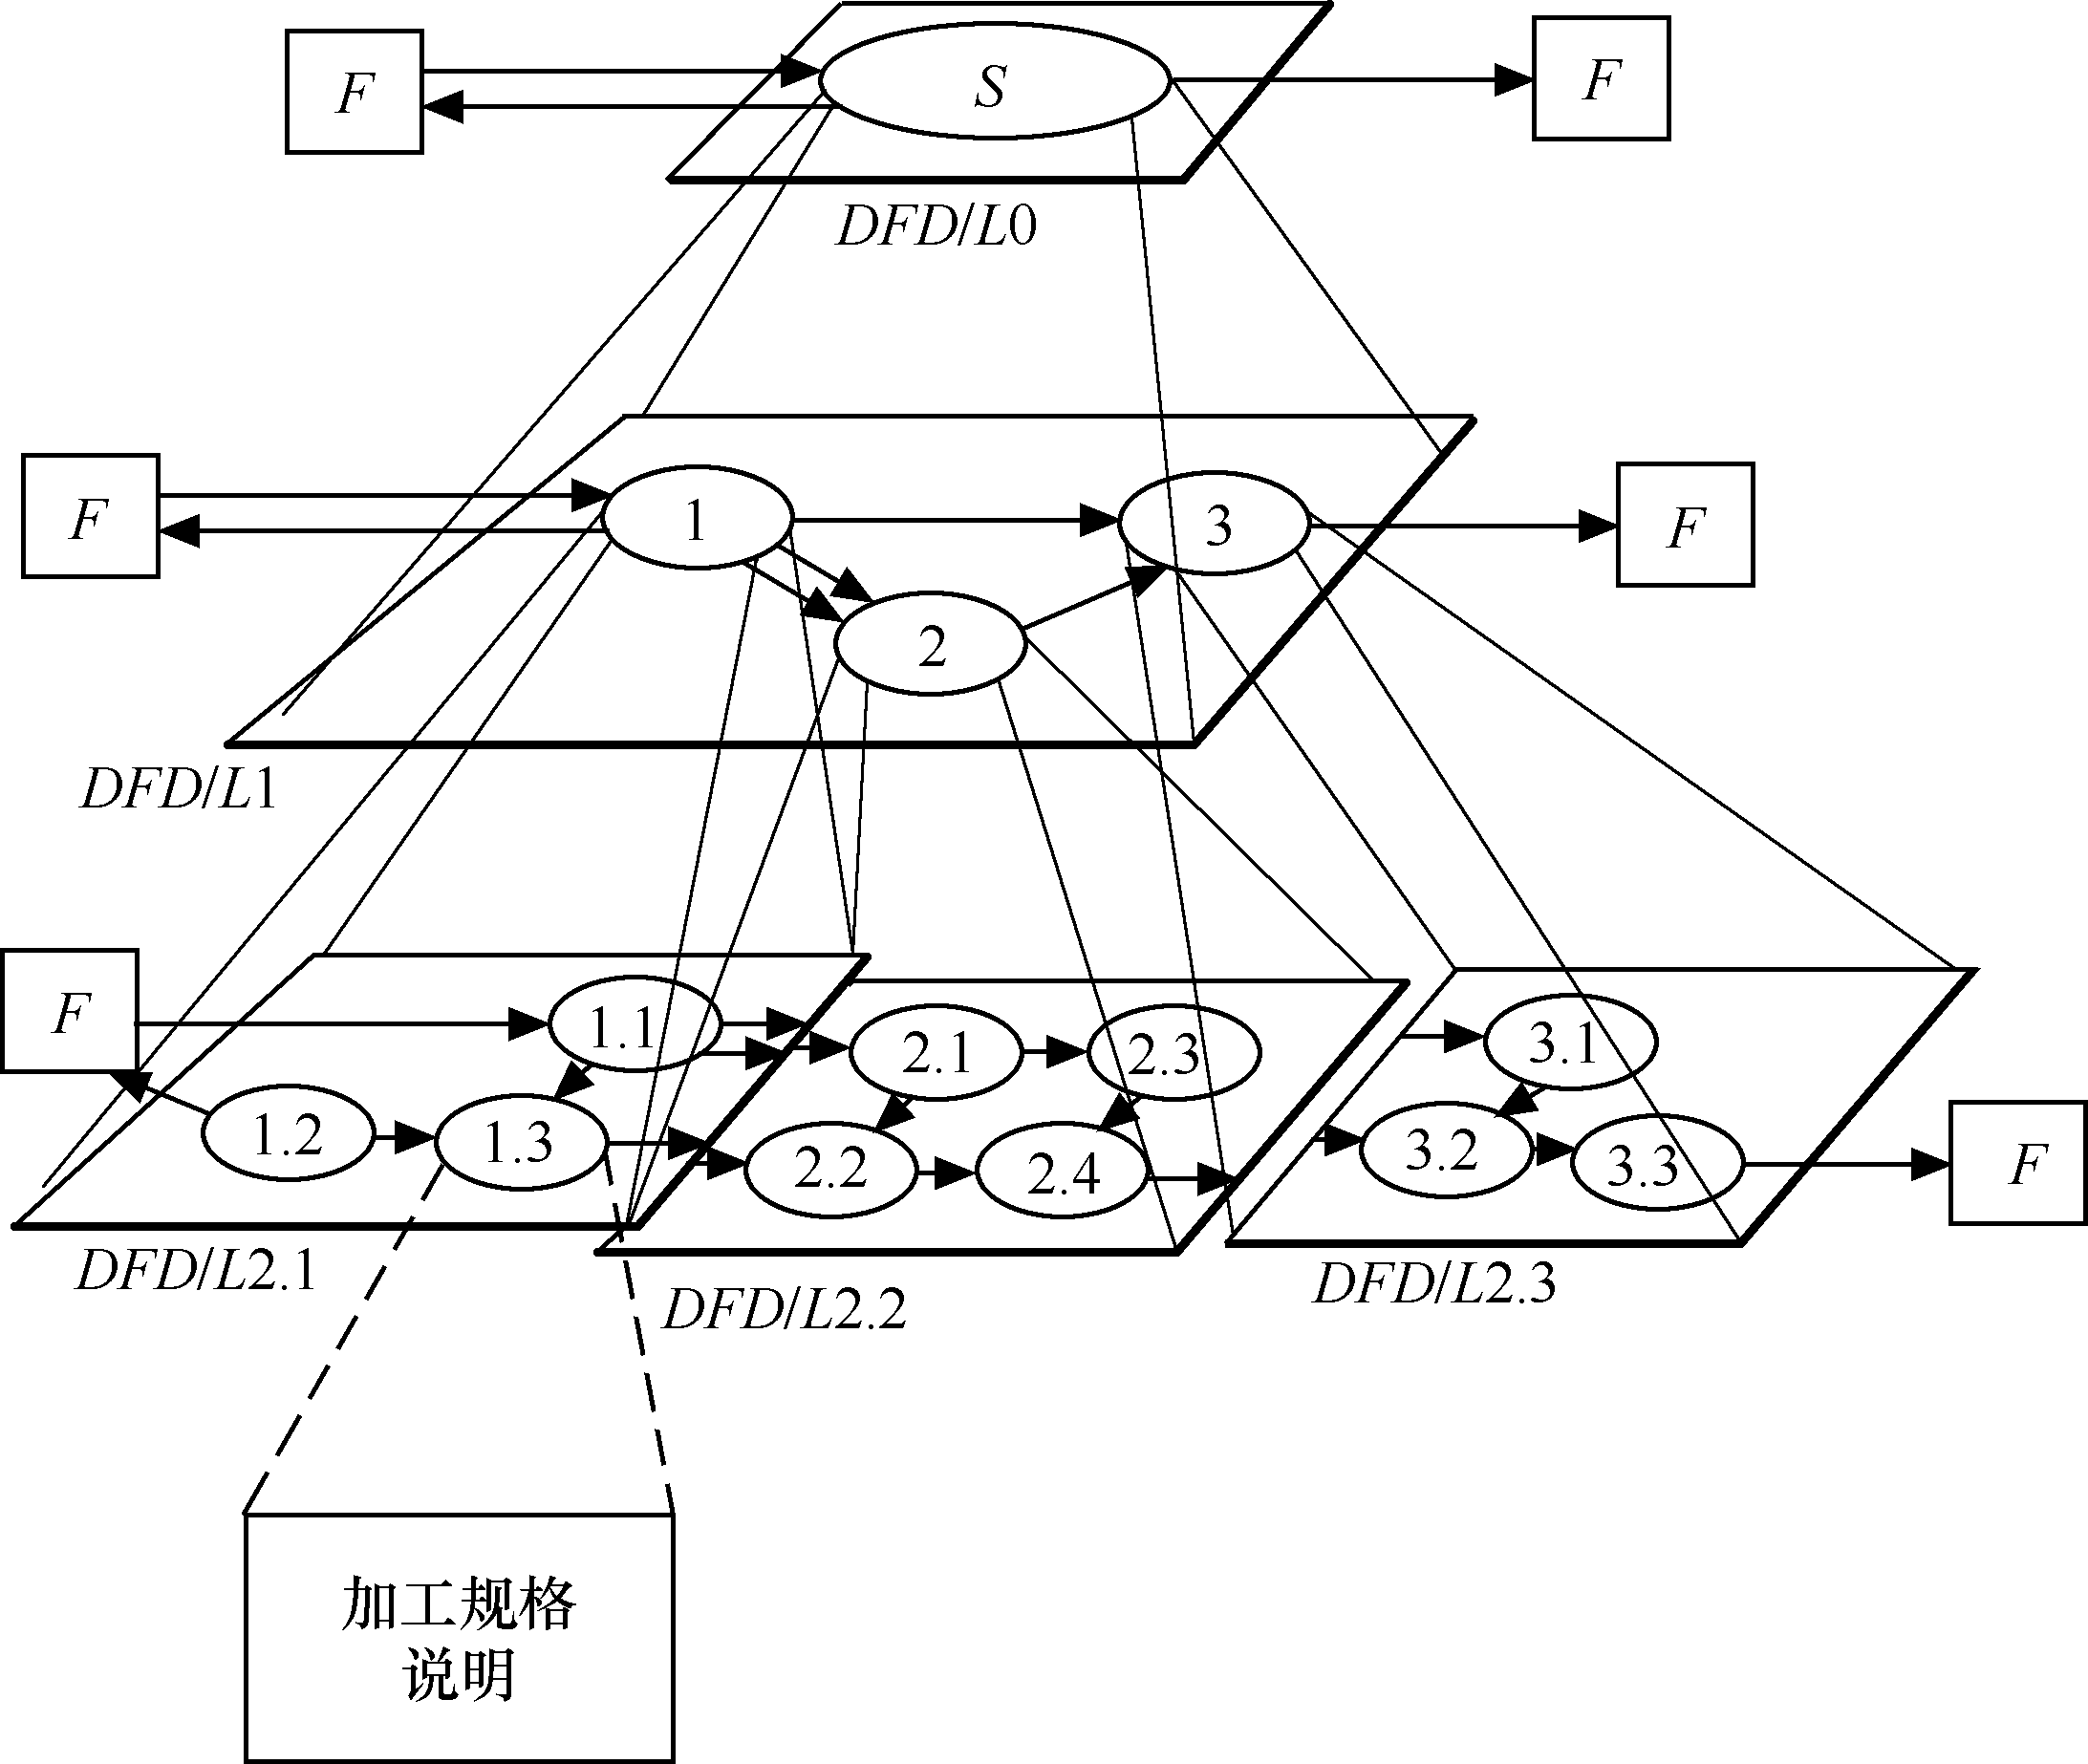 F
S
F
DFD/L0
F
1
3
F
2
DFD/L1
F
1.1
2.1
2.3
3.1
1.2
1.3
2.2
2.4
3.2
3.3
F
DFD/L2.1
DFD/L2.2
DFD/L2.3
加工规格
说明